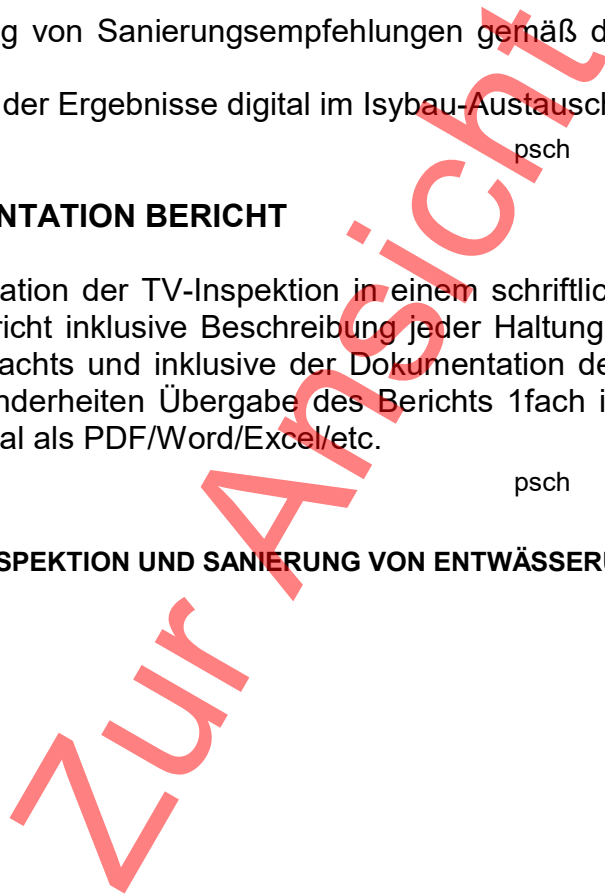 g von Sanierungsempfehlungen gemäß d
der Ergebnisse digital im Isybau-Austausch
psch
NTATION BERICHT
ation der TV-Inspektion in einem schriftlic
richt inklusive Beschreibung jeder Haltung
achts und inklusive der Dokumentation de
nderheiten Übergabe des Berichts 1fach i
al als PDF/Word/Excel/etc.
psch
SPEKTION UND SANIERUNG VON ENTWÄSSERU
Zur Ansicht